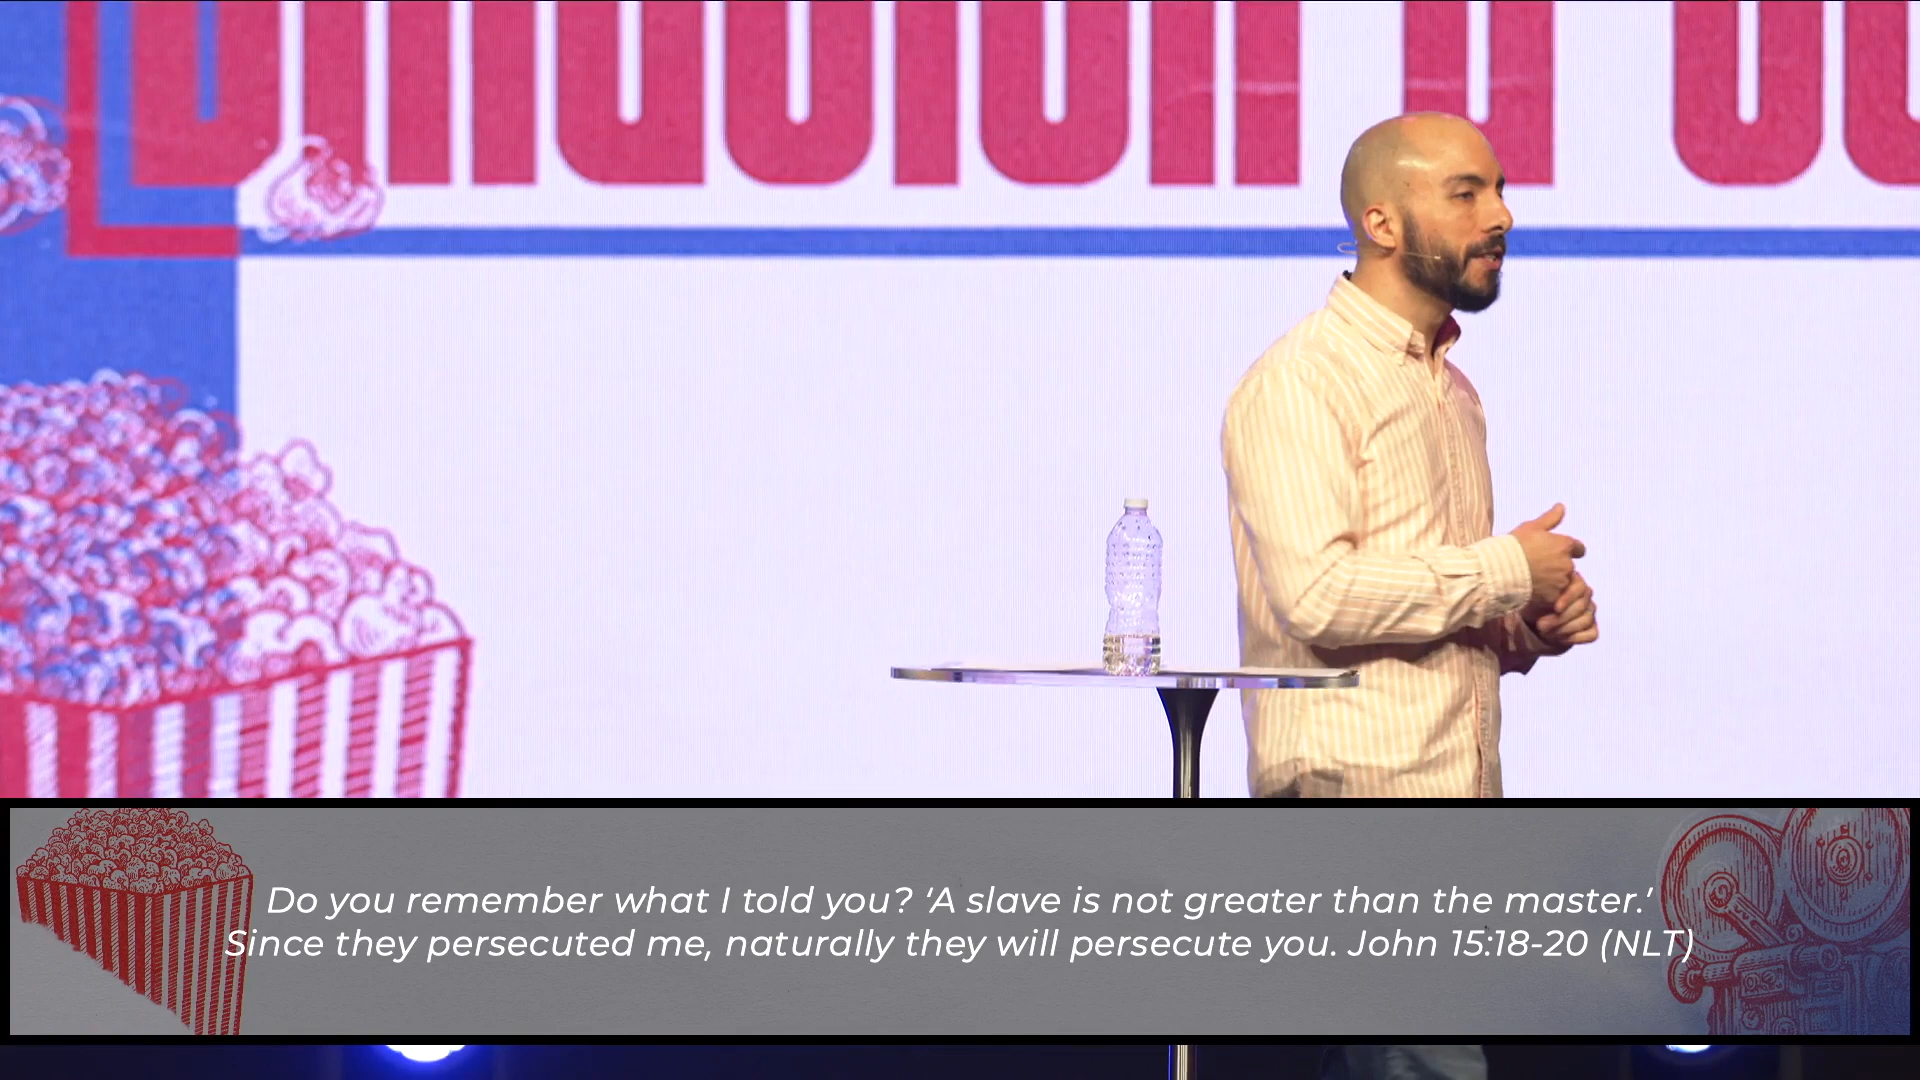 Do you remember what I told you? ‘A slave is not greater than the master.’
Since they persecuted me, naturally they will persecute you. John 15:18-20 (NLT)